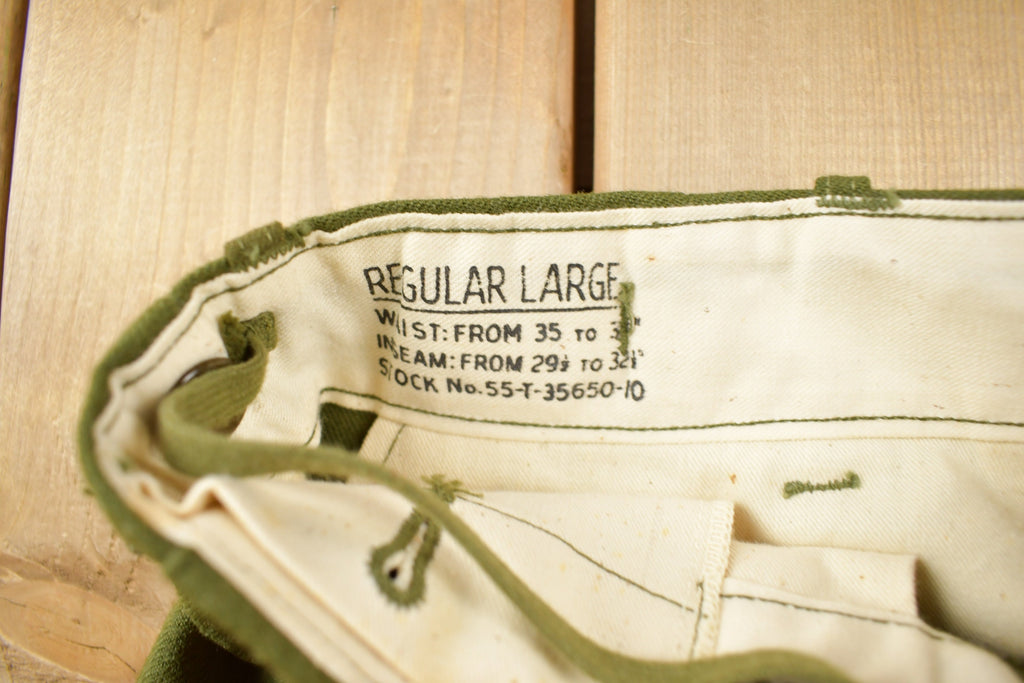 REGULAR LARGE
WAIST: FROM 35 TO
INSEAM: FROM 29½ TO 32½"
STOCK No. 55-T-35650-10